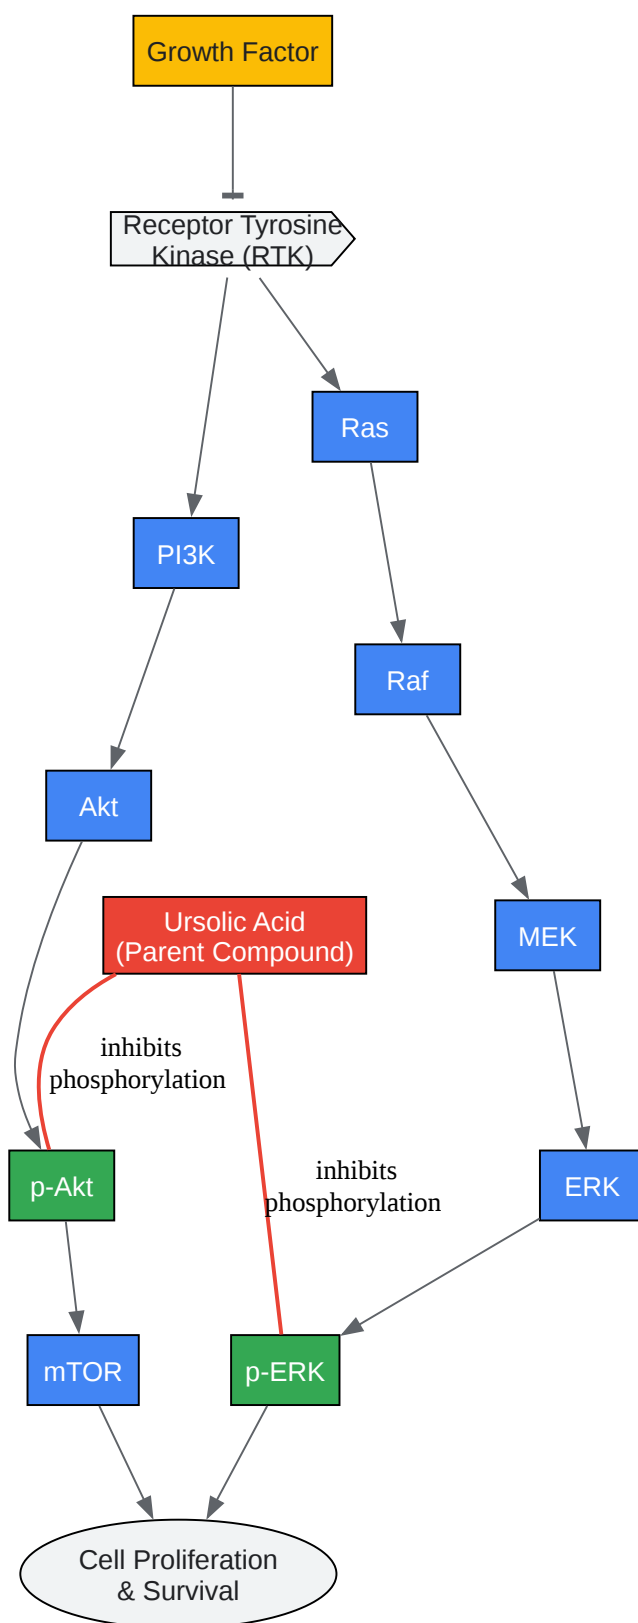 Growth Factor
Receptor Tyrosine
Kinase (RTK)
Ras
PI3K
Raf
Akt
Ursolic Acid
(Parent Compound)
MEK
inhibits
phosphorylation
inhibits
phosphorylation
p-Akt
ERK
mTOR
p-ERK
Cell Proliferation
& Survival